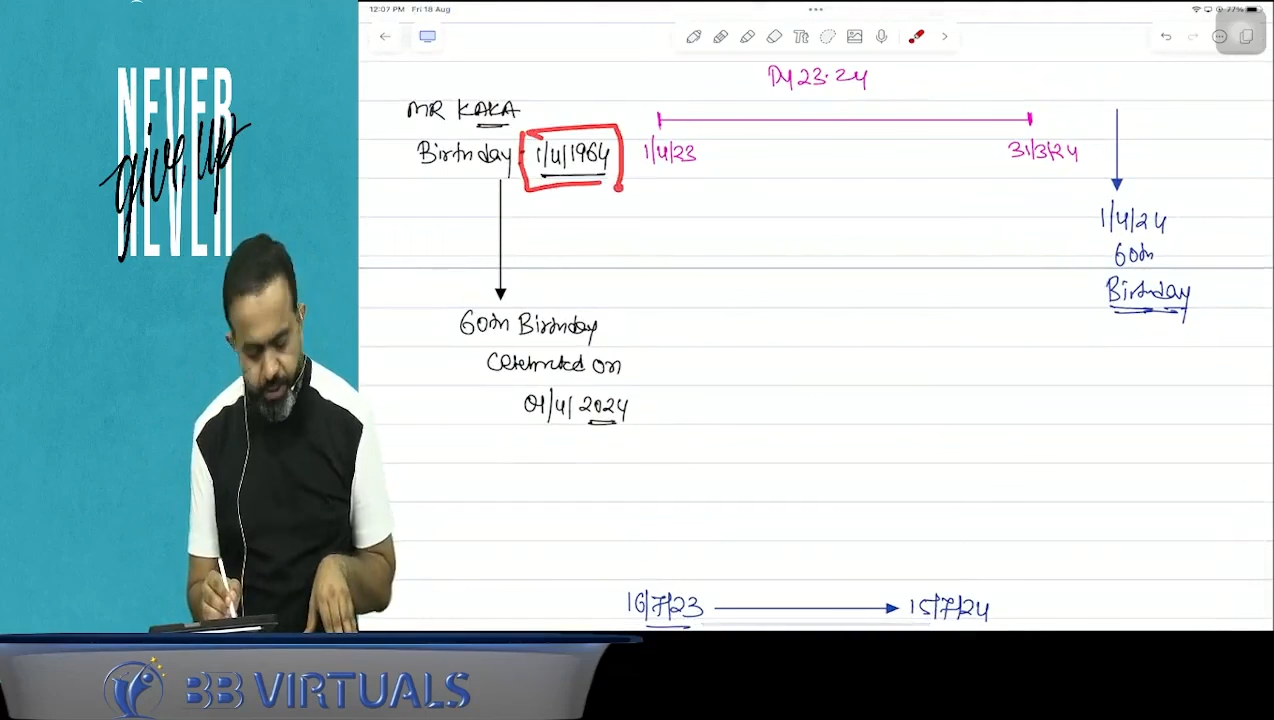 12:07 PM Fri 18 Aug
77%
NEVER
give up
NEVER
Tt
PY 23-24
MR KAKA
Birthday :- 1/4/1964
1/4/23
31/3/24
1/4/24
60th
Birthday
60th Birthday
Celebrated on
01/4/2024
16/7/23
15/7/24
BB VIRTUALS